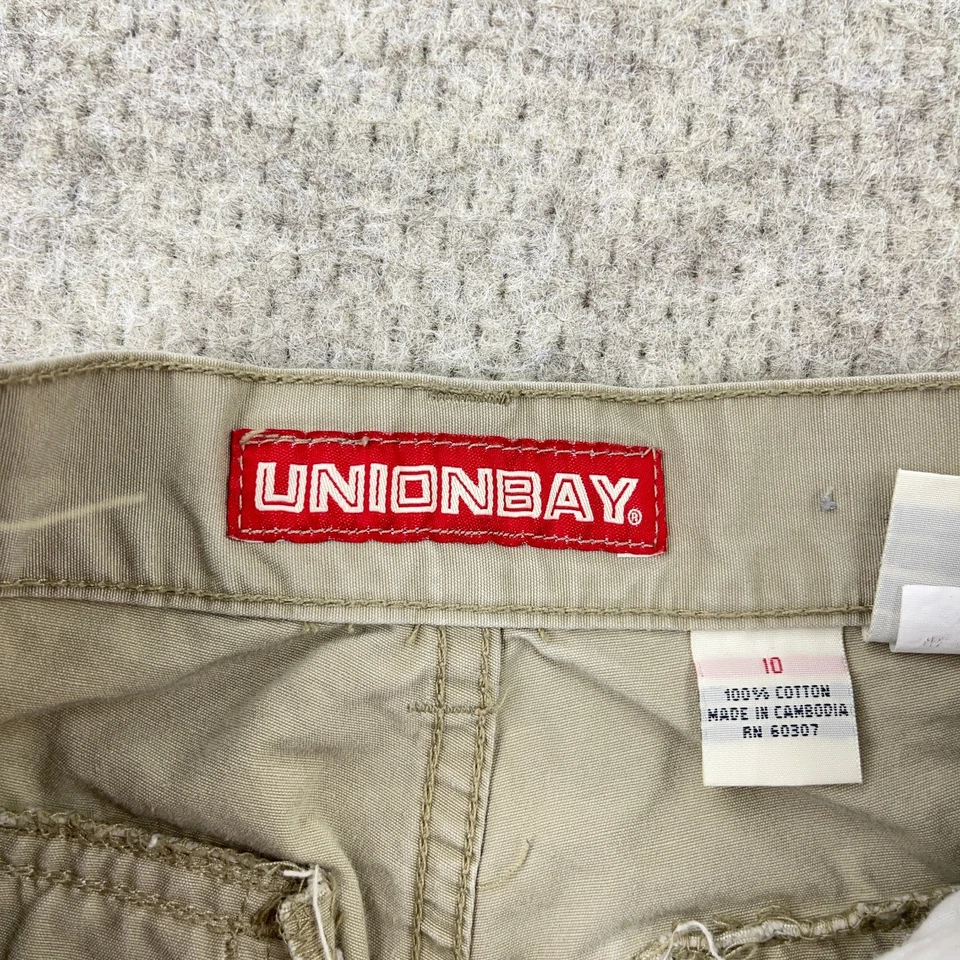 UNIONBAY®
10
100% COTTON
MADE IN CAMBODIA
RN 60307